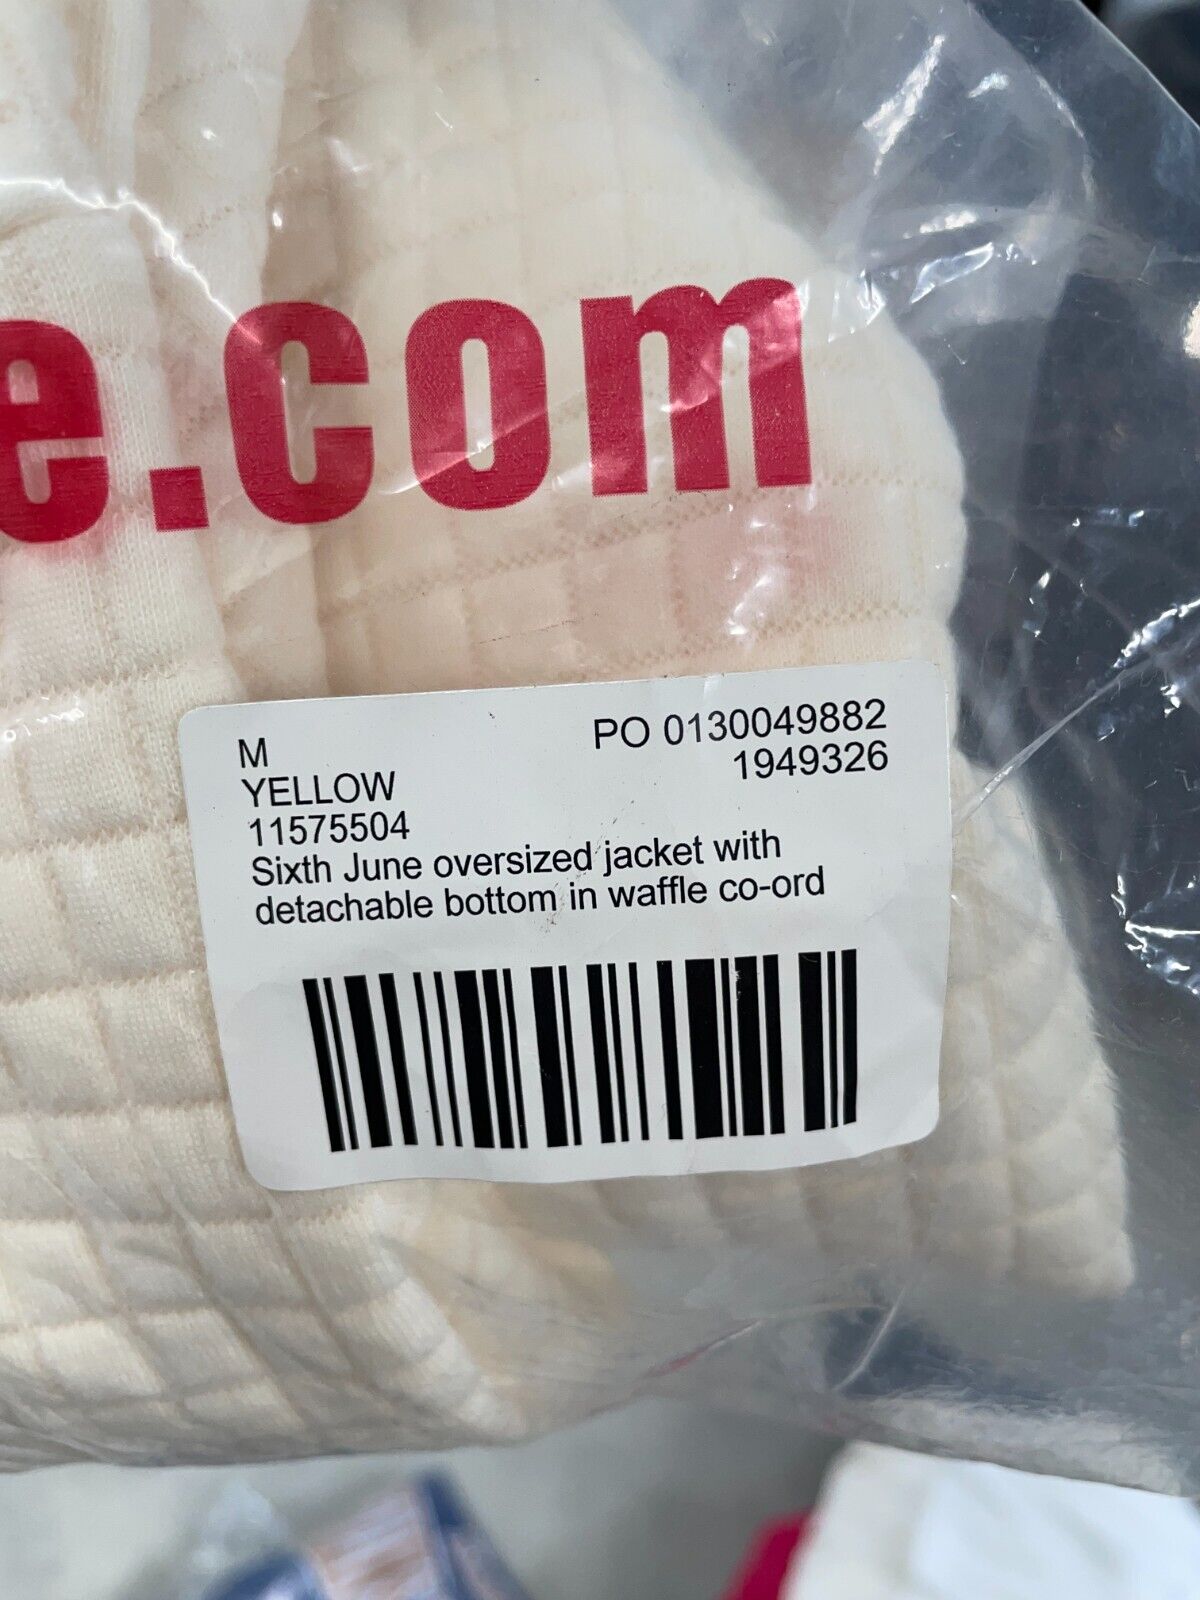 e.com
M
PO 0130049882
YELLOW
1949326
11575504
Sixth June oversized jacket with
detachable bottom in waffle co-ord